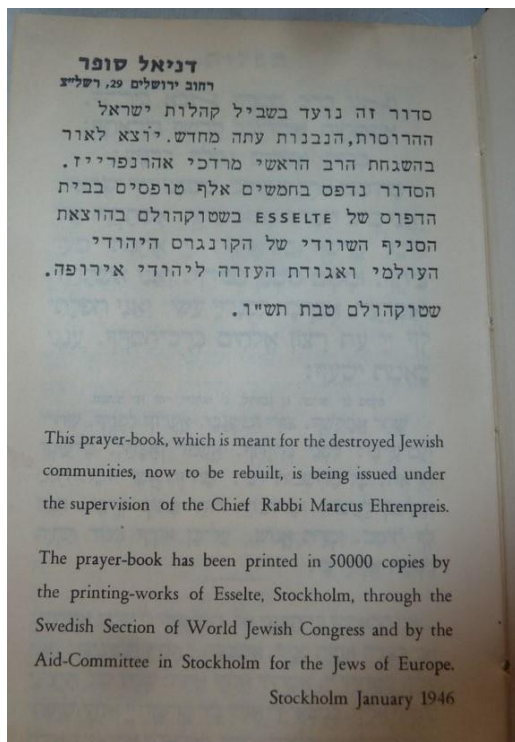 דניאל סופר
רחוב ירושלים 29, רשל"צ
סדור זה נועד בשביל קהלות ישראל
ההרוסות,הנבנות עתה מחדש. יוצא לאור
בהשגחת הרב הראשי מרדכי אהרנפרייז.
הסדור נדפס בחמשים אלף טופסים בבית
הדפוס של ESSELTE בשטוקהולם בהוצאת
הסניף השוודי של הקונגרס היהודי
העולמי ואגודת העזרה ליהודי אירופה.
שטוקהולם טבת תש"ו.
This prayer-book, which is meant for the destroyed Jewish
communities, now to be rebuilt, is being issued under
the supervision of the Chief Rabbi Marcus Ehrenpreis.
The prayer-book has been printed in 50000 copies by
the printing-works of Esselte, Stockholm, through the
Swedish Section of World Jewish Congress and by the
Aid-Committee in Stockholm for the Jews of Europe.
Stockholm January 1946